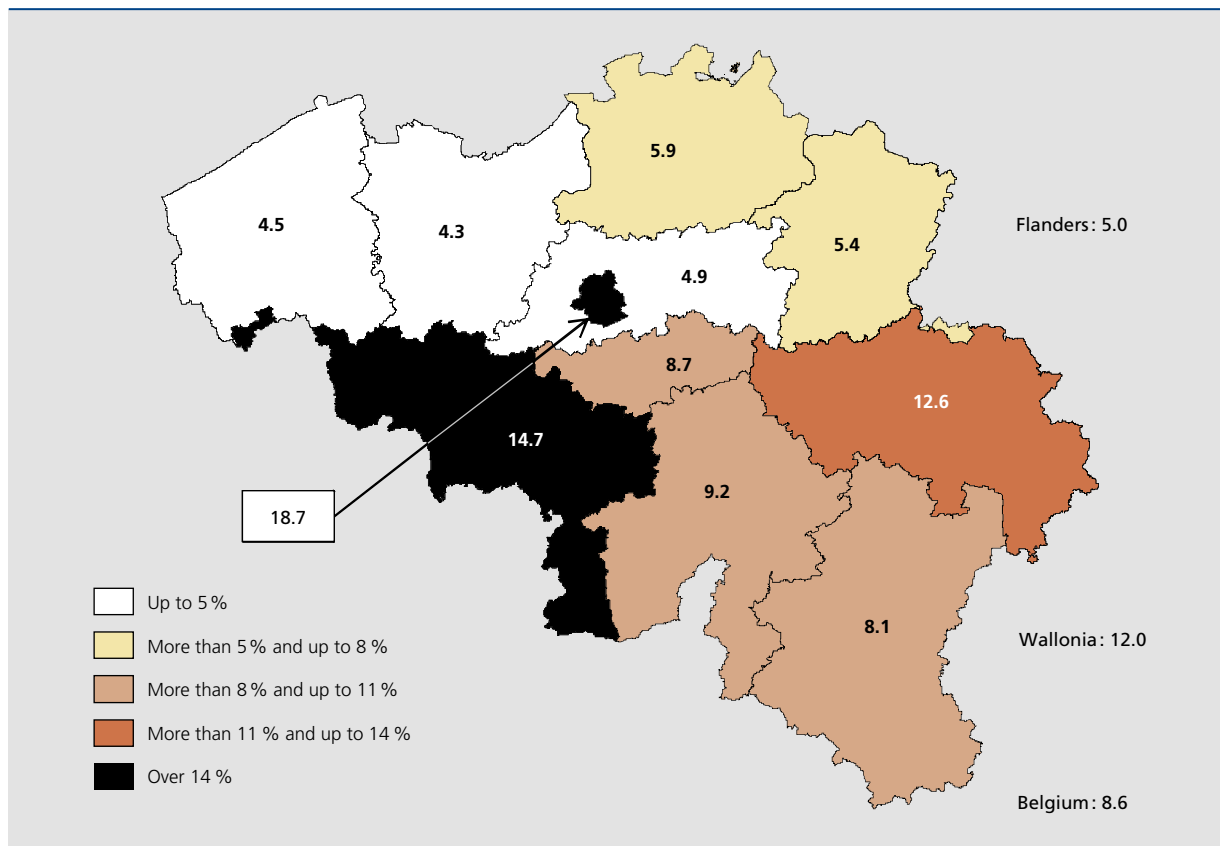 5.9
4.5
4.3
Flanders: 5.0
5.4
4.9
8.7
12.6
14.7
9.2
18.7
Up to 5 %
More than 5 % and up to 8 %
More than 8 % and up to 11 %
More than 11 % and up to 14 %
Over 14 %
8.1
Wallonia: 12.0
Belgium: 8.6